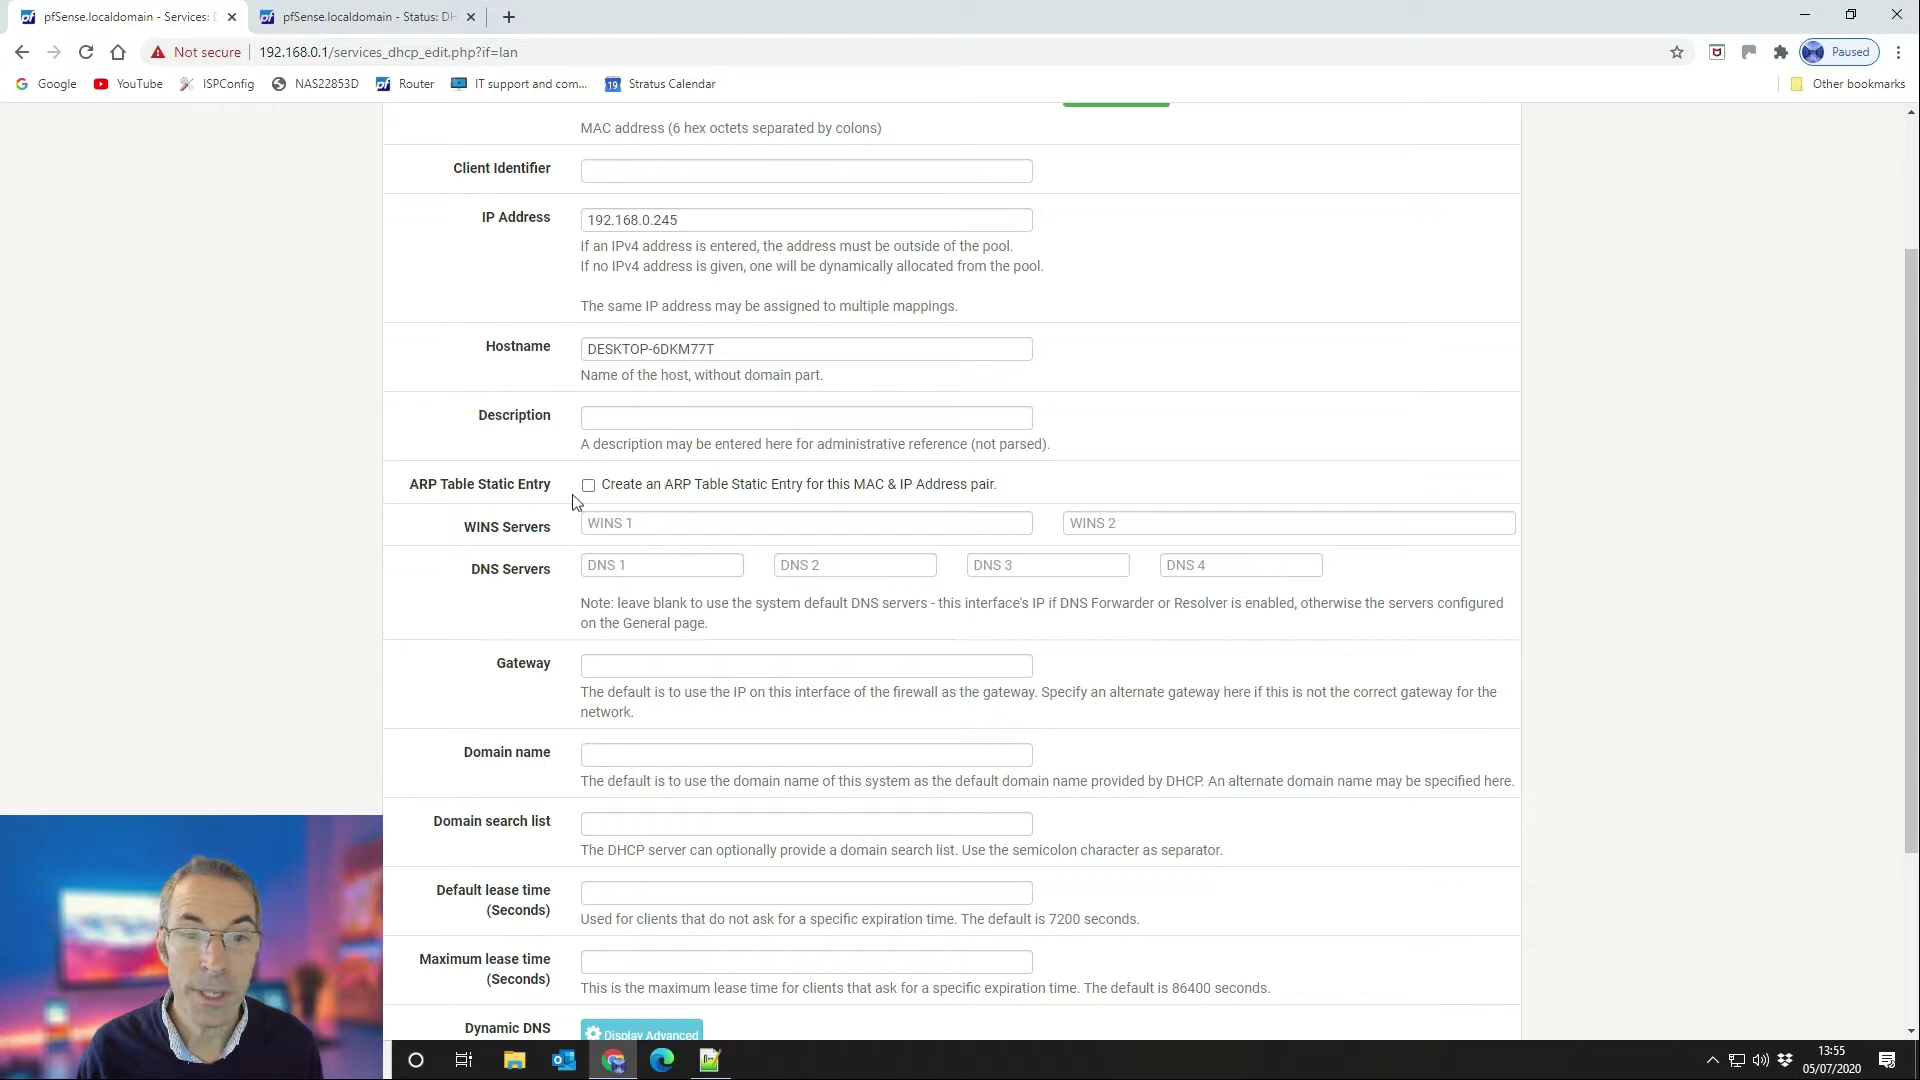 pfSense.localdomain - Services: D
pfSense.localdomain - Status: DH
Not secure
192.168.0.1/services_dhcp_edit.php?if=lan
Paused
Google
YouTube
ISPConfig
NAS22853D
Router
IT support and com...
19
Stratus Calendar
Other bookmarks
MAC address (6 hex octets separated by colons)
Client Identifier
IP Address
192.168.0.245
If an IPv4 address is entered, the address must be outside of the pool.
If no IPv4 address is given, one will be dynamically allocated from the pool.
The same IP address may be assigned to multiple mappings.
Hostname
DESKTOP-6DKM77T
Name of the host, without domain part.
Description
A description may be entered here for administrative reference (not parsed).
ARP Table Static Entry
Create an ARP Table Static Entry for this MAC & IP Address pair.
WINS Servers
WINS 1
WINS 2
DNS Servers
DNS 1
DNS 2
DNS 3
DNS 4
Note: leave blank to use the system default DNS servers - this interface's IP if DNS Forwarder or Resolver is enabled, otherwise the servers configured
on the General page.
Gateway
The default is to use the IP on this interface of the firewall as the gateway. Specify an alternate gateway here if this is not the correct gateway for the
network.
Domain name
The default is to use the domain name of this system as the default domain name provided by DHCP. An alternate domain name may be specified here.
Domain search list
The DHCP server can optionally provide a domain search list. Use the semicolon character as separator.
Default lease time
(Seconds)
Used for clients that do not ask for a specific expiration time. The default is 7200 seconds.
Maximum lease time
(Seconds)
This is the maximum lease time for clients that ask for a specific expiration time. The default is 86400 seconds.
Dynamic DNS
Display Advanced
13:55
05/07/2020